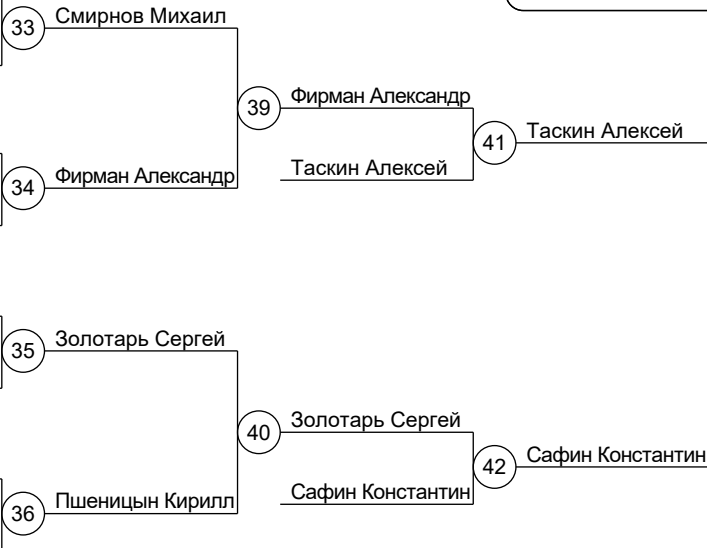 33
Смирнов Михаил
39
Фирман Александр
41
Таскин Алексей
Таскин Алексей
34
Фирман Александр
35
Золотарь Сергей
40
Золотарь Сергей
42
Сафин Константин
Сафин Константин
36
Пшеницын Кирилл